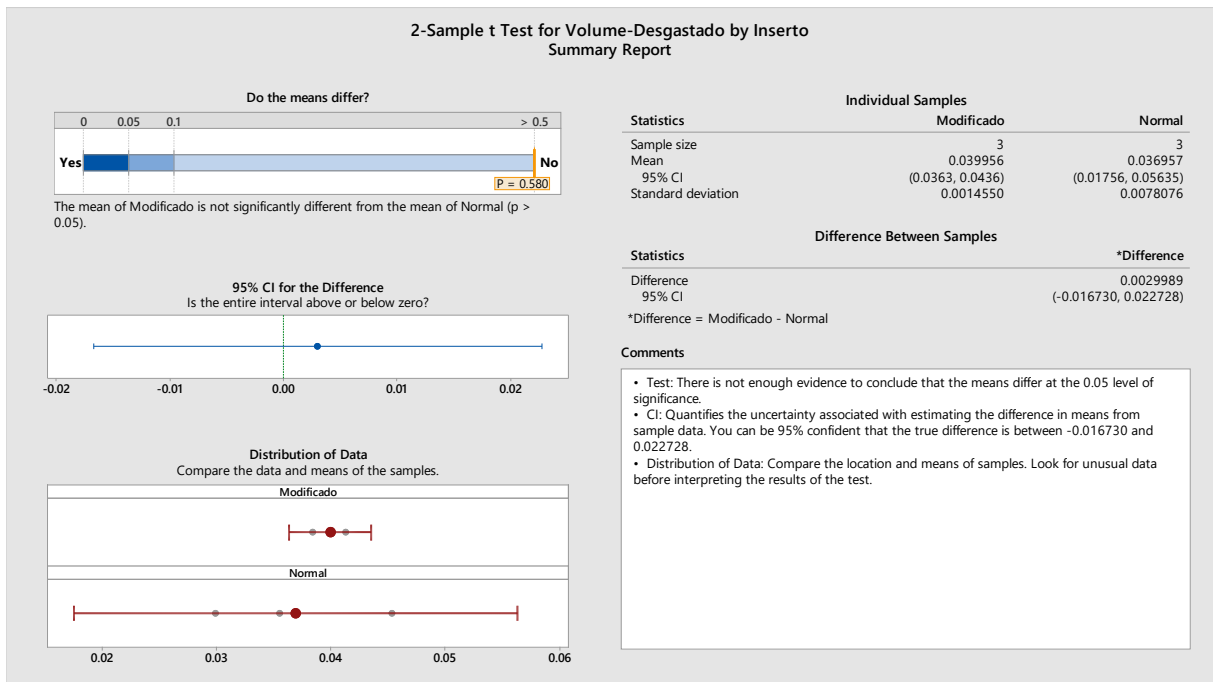 2-Sample t Test for Volume-Desgastado by Inserto
Summary Report
Do the means differ?
0 0.05 0.1 > 0.5
Yes No
P = 0.580
The mean of Modificado is not significantly different from the mean of Normal (p >
0.05).
95% CI for the Difference
Is the entire interval above or below zero?
-0.02 -0.01 0.00 0.01 0.02
Distribution of Data
Compare the data and means of the samples.
Modificado
Normal
0.02 0.03 0.04 0.05 0.06
Individual Samples
Statistics Modificado Normal
Sample size 3 3
Mean 0.039956 0.036957
95% CI (0.0363, 0.0436) (0.01756, 0.05635)
Standard deviation 0.0014550 0.0078076
Difference Between Samples
Statistics *Difference
Difference 0.0029989
95% CI (-0.016730, 0.022728)
*Difference = Modificado - Normal
Comments
• Test: There is not enough evidence to conclude that the means differ at the 0.05 level of
significance.
• CI: Quantifies the uncertainty associated with estimating the difference in means from
sample data. You can be 95% confident that the true difference is between -0.016730 and
0.022728.
• Distribution of Data: Compare the location and means of samples. Look for unusual data
before interpreting the results of the test.